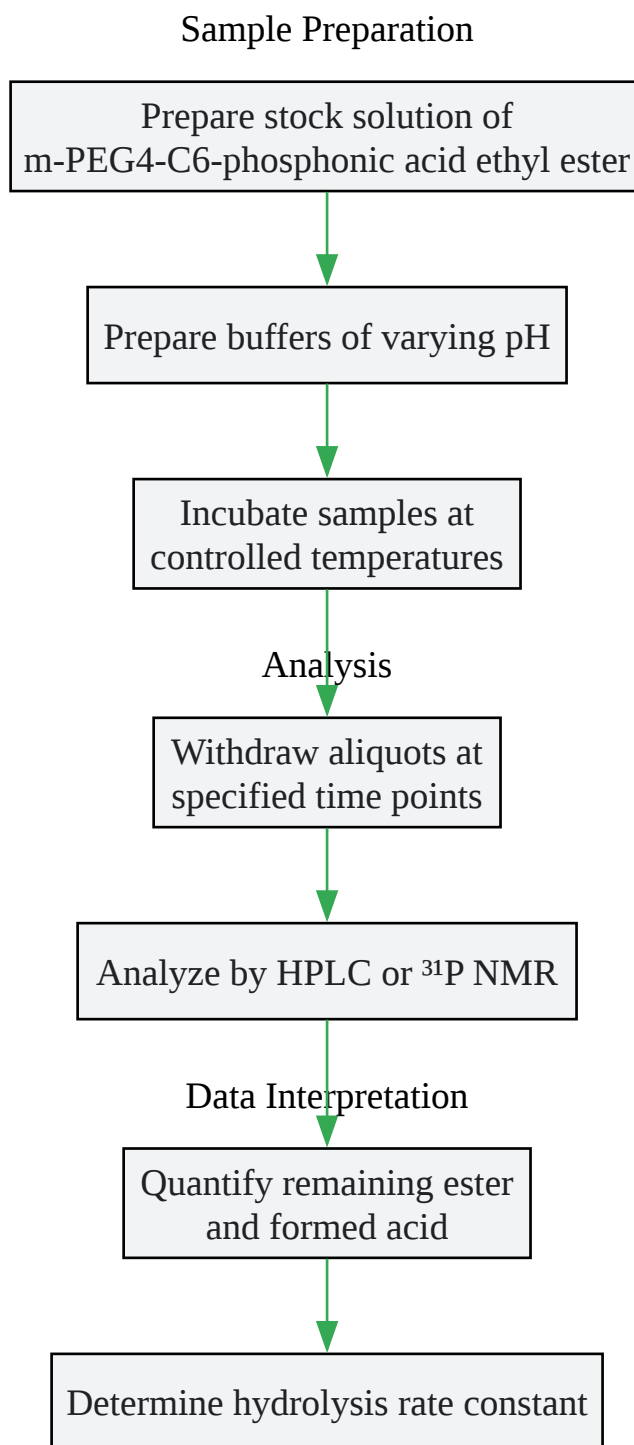 Sample Preparation
Prepare stock solution of
m-PEG4-C6-phosphonic acid ethyl ester
Prepare buffers of varying pH
Incubate samples at
controlled temperatures
Analysis
Withdraw aliquots at
specified time points
Analyze by HPLC or ³¹P NMR
Data Interpretation
Quantify remaining ester
and formed acid
Determine hydrolysis rate constant